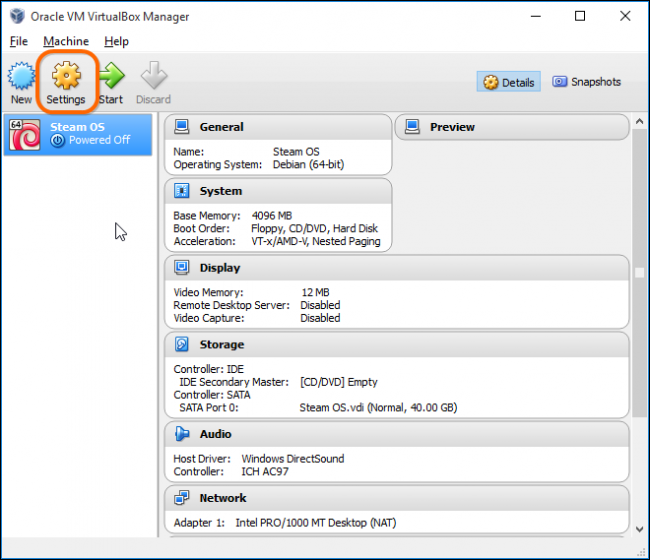 Oracle VM VirtualBox Manager
File Machine Help
New Settings Start Discard
Details Snapshots
64 Steam OS
Powered Off
General
Name: Steam OS
Operating System: Debian (64-bit)
Preview
System
Base Memory: 4096 MB
Boot Order: Floppy, CD/DVD, Hard Disk
Acceleration: VT-x/AMD-V, Nested Paging
Display
Video Memory: 12 MB
Remote Desktop Server: Disabled
Video Capture: Disabled
Storage
Controller: IDE
IDE Secondary Master: [CD/DVD] Empty
Controller: SATA
SATA Port 0: Steam OS.vdi (Normal, 40.00 GB)
Audio
Host Driver: Windows DirectSound
Controller: ICH AC97
Network
Adapter 1: Intel PRO/1000 MT Desktop (NAT)